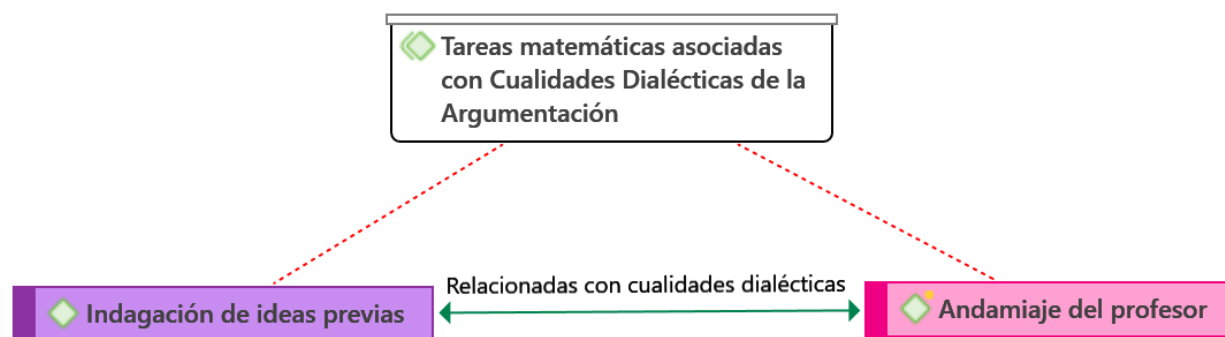 Tareas matemáticas asociadas
con Cualidades Dialécticas de la
Argumentación
Relacionadas con cualidades dialécticas
Indagación de ideas previas
Andamiaje del profesor